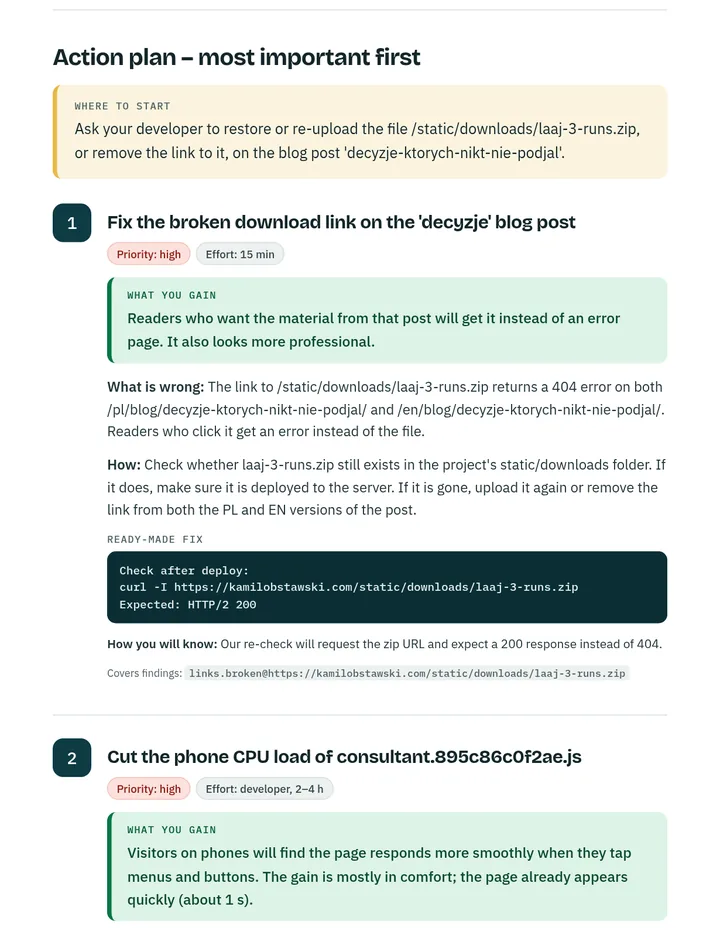 Action plan – most important first
WHERE TO START
Ask your developer to restore or re-upload the file /static/downloads/laaj-3-runs.zip,
or remove the link to it, on the blog post 'decyzje-ktorych-nikt-nie-podjal'.
1
Fix the broken download link on the 'decyzje' blog post
Priority: high
Effort: 15 min
WHAT YOU GAIN
Readers who want the material from that post will get it instead of an error
page. It also looks more professional.
What is wrong: The link to /static/downloads/laaj-3-runs.zip returns a 404 error on both
/pl/blog/decyzje-ktorych-nikt-nie-podjal/ and /en/blog/decyzje-ktorych-nikt-nie-podjal/.
Readers who click it get an error instead of the file.
How: Check whether laaj-3-runs.zip still exists in the project's static/downloads folder. If
it does, make sure it is deployed to the server. If it is gone, upload it again or remove the
link from both the PL and EN versions of the post.
READY-MADE FIX
Check after deploy:
curl -I https://kamilobstawski.com/static/downloads/laaj-3-runs.zip
Expected: HTTP/2 200
How you will know: Our re-check will request the zip URL and expect a 200 response instead of 404.
Covers findings: links.broken@https://kamilobstawski.com/static/downloads/laaj-3-runs.zip
2
Cut the phone CPU load of consultant.895c86c0f2ae.js
Priority: high
Effort: developer, 2–4 h
WHAT YOU GAIN
Visitors on phones will find the page responds more smoothly when they tap
menus and buttons. The gain is mostly in comfort; the page already appears
quickly (about 1 s).